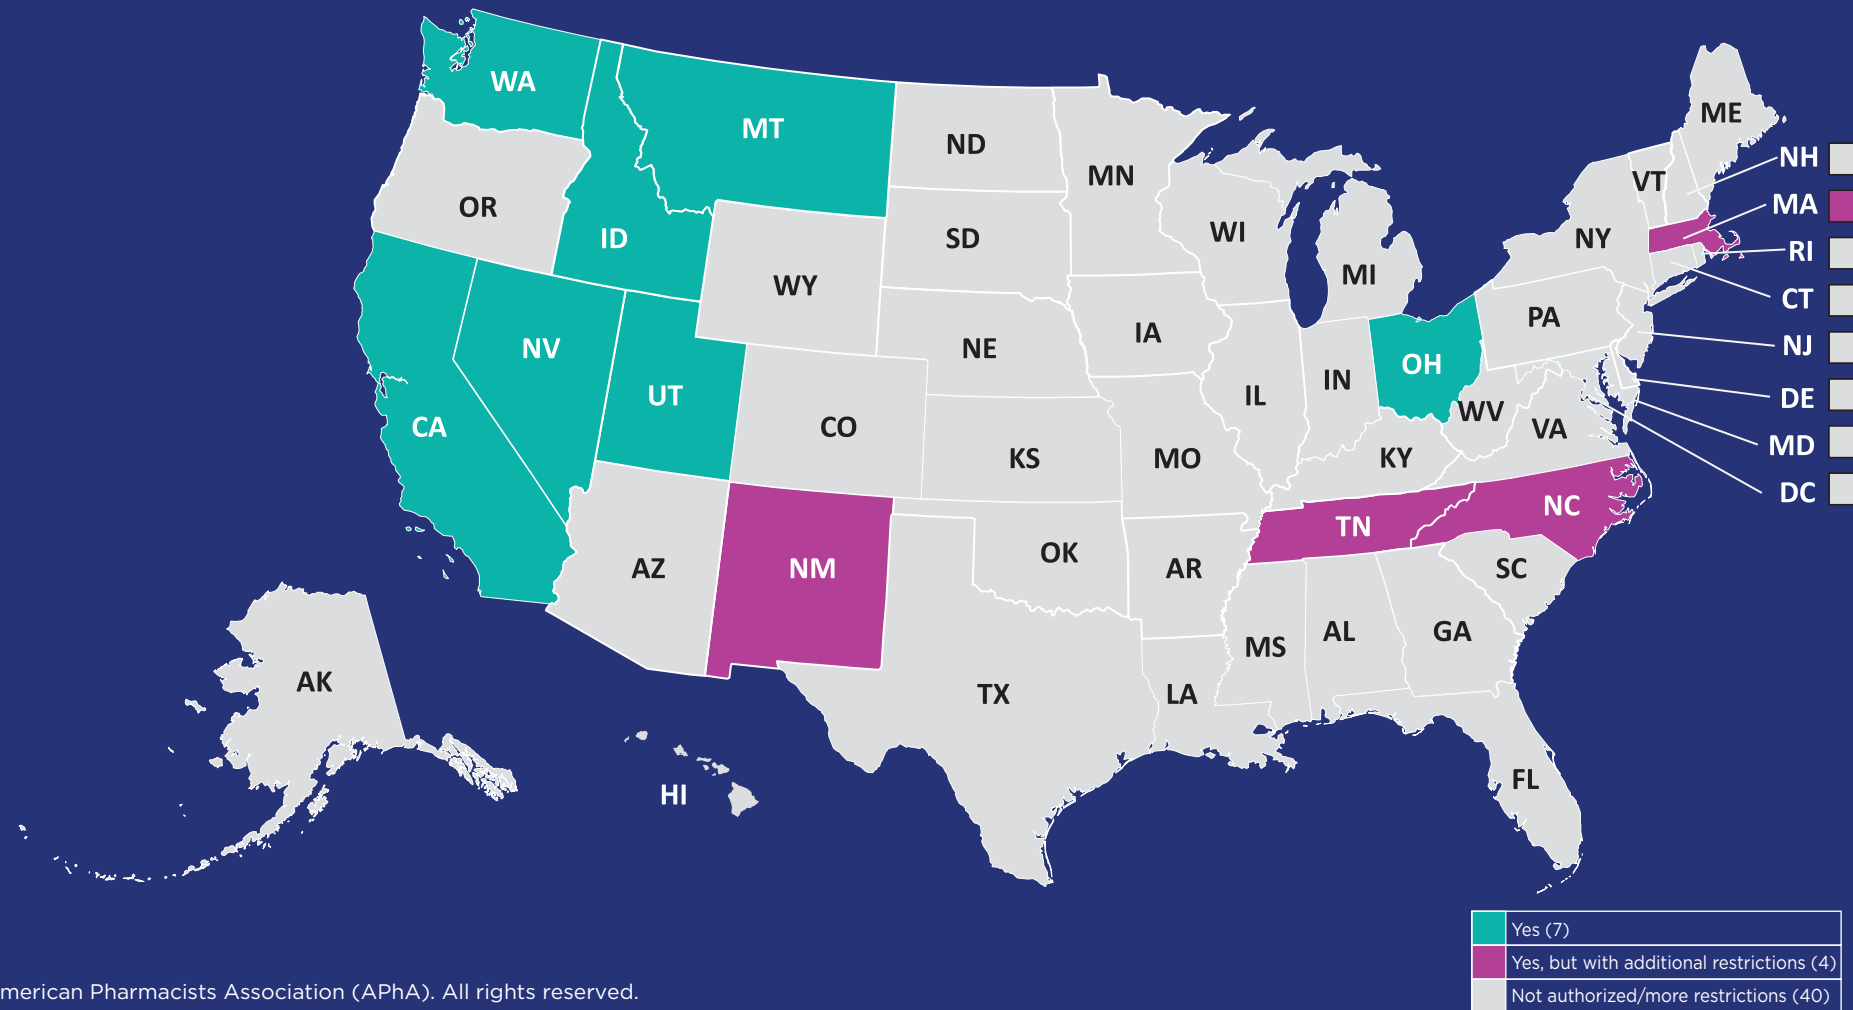 WA
MT
ME
ND
MN
NH
VT
MA
OR
ID
SD
WI
NY
RI
MI
WY
CT
PA
IA
NJ
NV
NE
OH
UT
IL
IN
DE
WV
CA
CO
VA
MD
KS
MO
KY
DC
NC
TN
AZ
NM
OK
AR
SC
AL
GA
MS
AK
TX
LA
FL
HI
Yes (7)
Yes, but with additional restrictions (4)
merican Pharmacists Association (APhA). All rights reserved.
Not authorized/more restrictions (40)